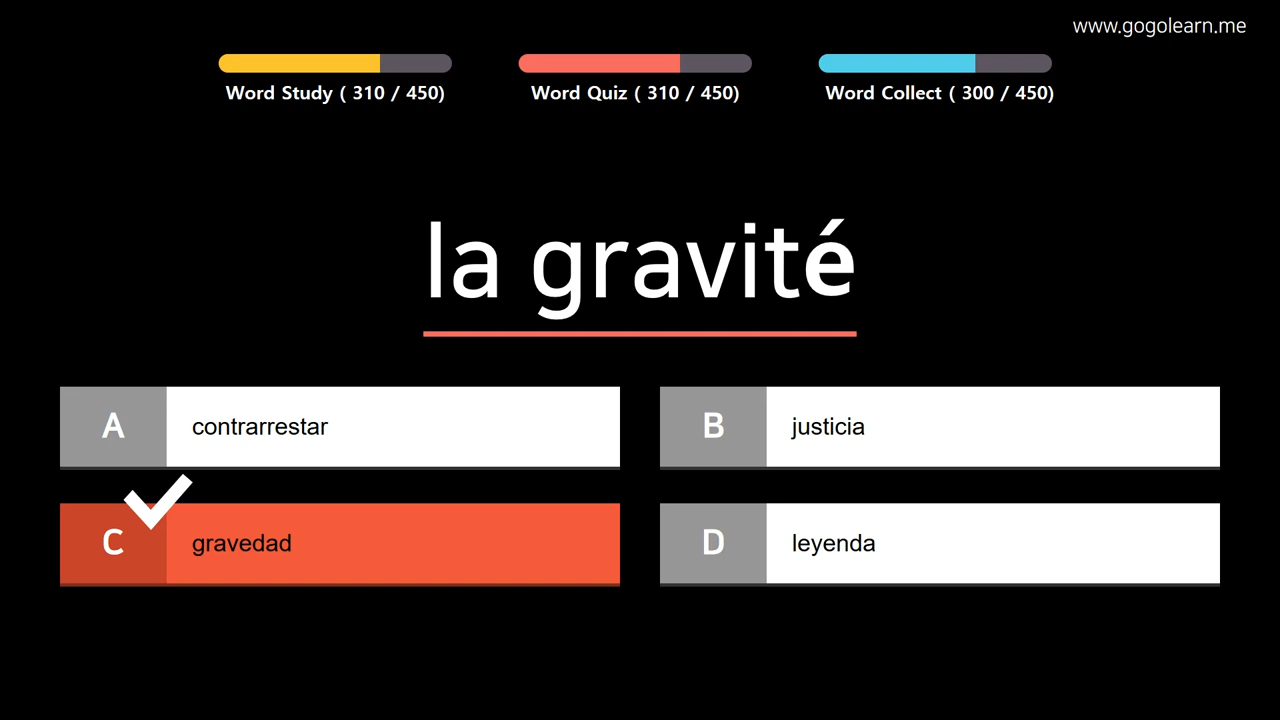 www.gogolearn.me
Word Study ( 310 / 450)
Word Quiz ( 310 / 450)
Word Collect ( 300 / 450)
la gravité
A
contrarrestar
B
justicia
C
gravedad
D
leyenda